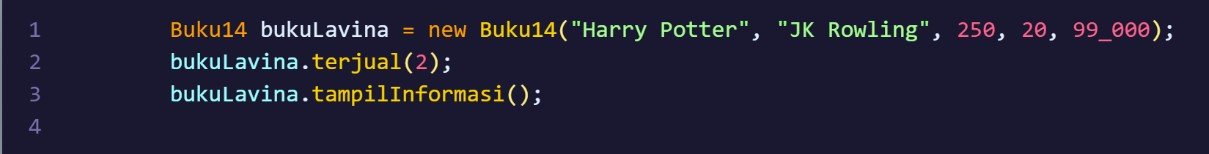 1 Buku14 bukuLavina = new Buku14("Harry Potter", "JK Rowling", 250, 20, 99_000);
2 bukuLavina.terjual(2);
3 bukuLavina.tampilInformasi();
4